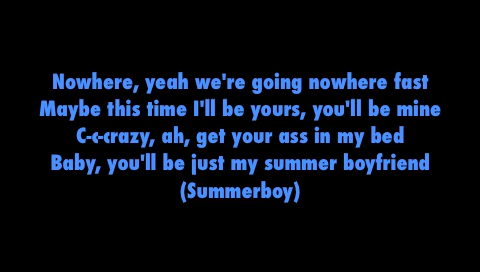 Nowhere, yeah we're going nowhere fast
Maybe this time I'll be yours, you'll be mine
C-c-crazy, ah, get your ass in my bed
Baby, you'll be just my summer boyfriend
(Summerboy)